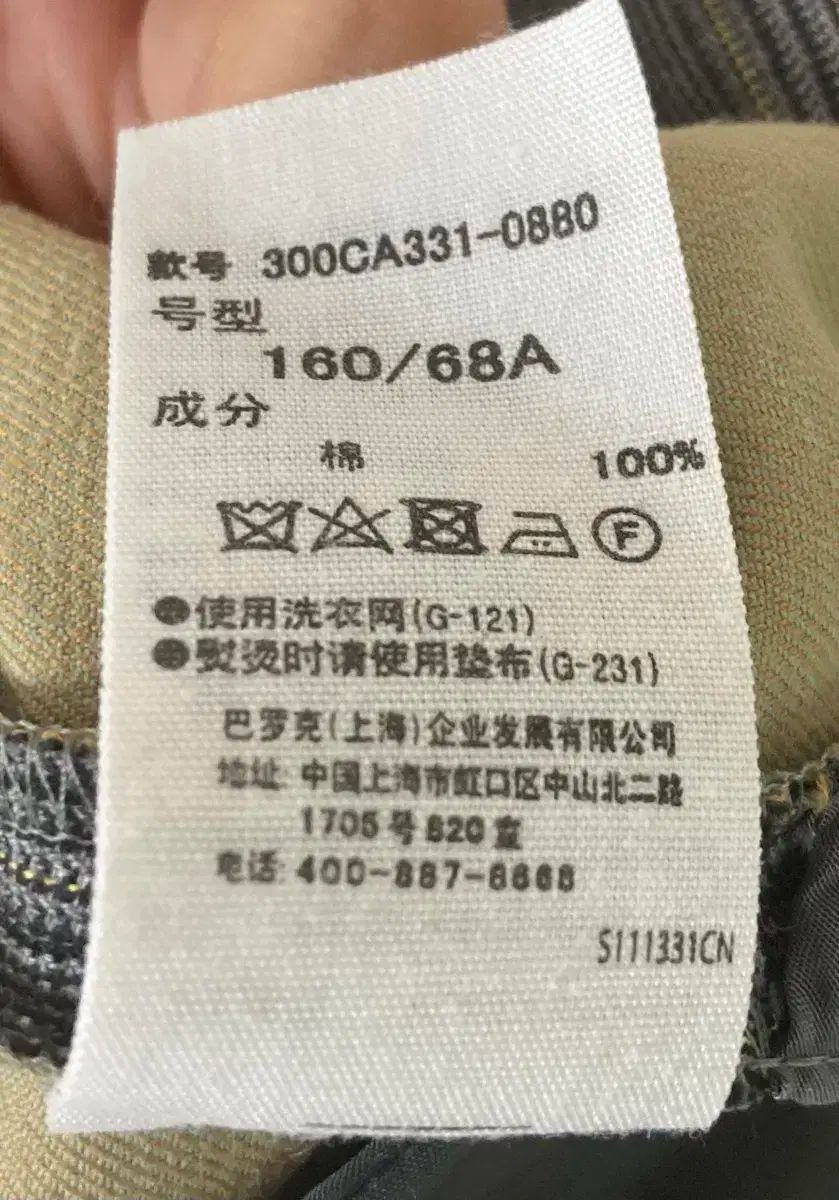 款号 300CA331-0880
号型
160/68A
成分
棉 100%
F
●使用洗衣网(G-121)
●熨烫时请使用垫布(G-231)
巴罗克(上海)企业发展有限公司
地址: 中国上海市虹口区中山北二路
1705号820室
电话: 400-887-8668
S111331CN